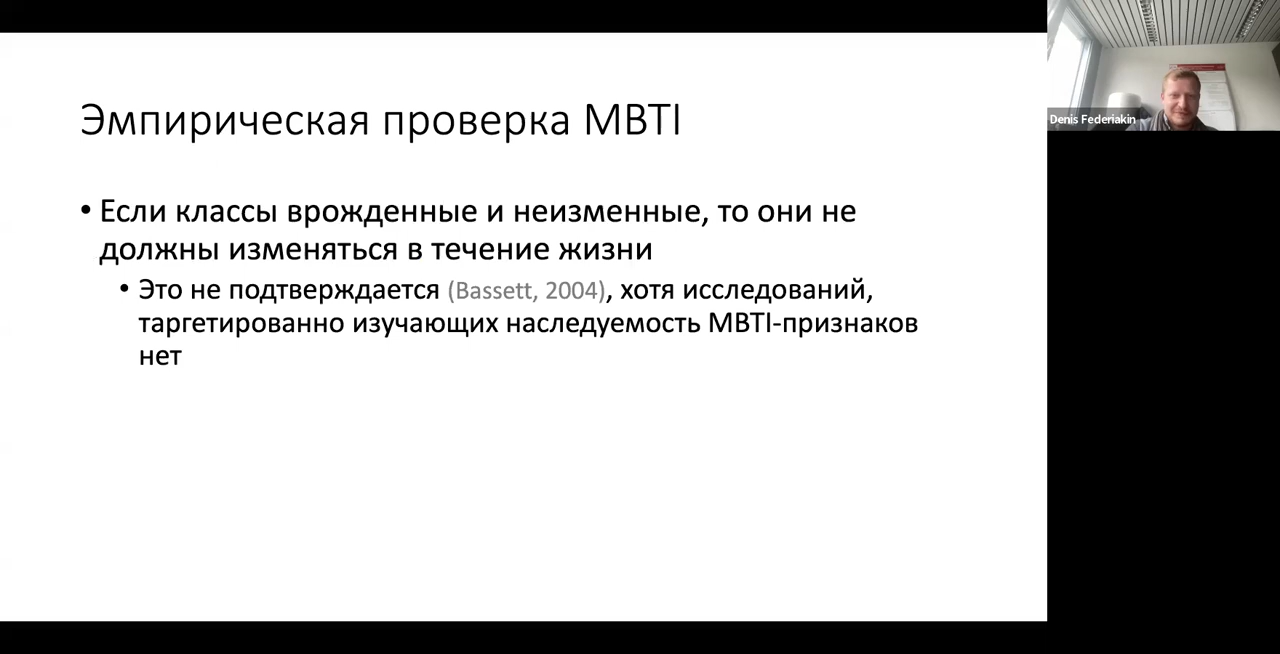 Эмпирическая проверка MBTI
• Если классы врожденные и неизменные, то они не
должны изменяться в течение жизни
• Это не подтверждается (Bassett, 2004), хотя исследований,
таргетированно изучающих наследуемость MBTI-признаков
нет
Denis Federiakin